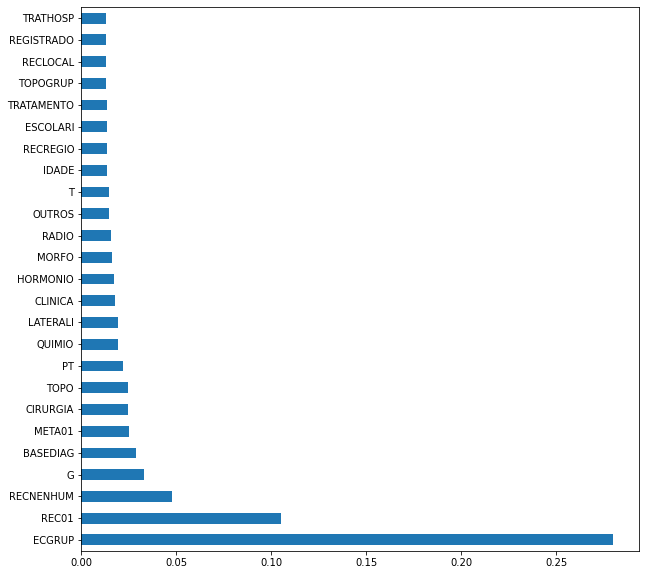 TRATHOSP
REGISTRADO
RECLOCAL
TOPOGRUP
TRATAMENTO
ESCOLARI
RECREGIO
IDADE
T
OUTROS
RADIO
MORFO
HORMONIO
CLINICA
LATERALI
QUIMIO
PT
TOPO
CIRURGIA
META01
BASEDIAG
G
RECNENHUM
REC01
ECGRUP
0.00 0.05 0.10 0.15 0.20 0.25